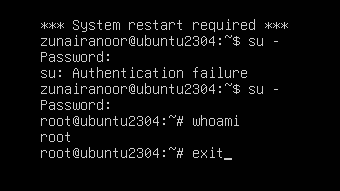 *** System restart required ***
zunairanoor@ubuntu2304:~$ su -
Password:
su: Authentication failure
zunairanoor@ubuntu2304:~$ su -
Password:
root@ubuntu2304:~# whoami
root
root@ubuntu2304:~# exit_